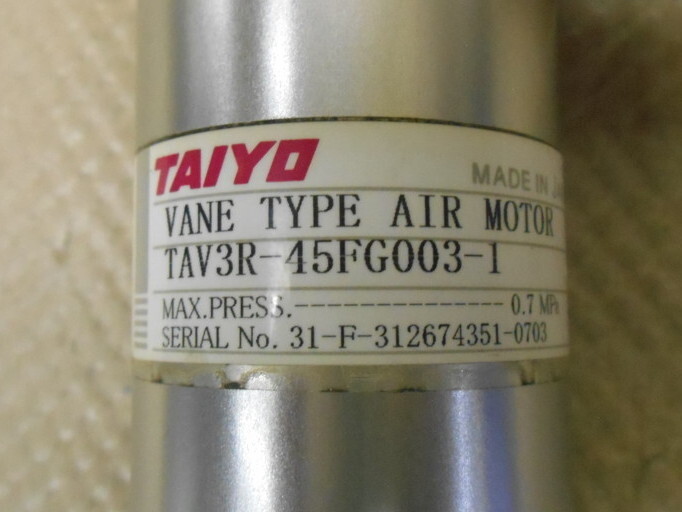 TAIYO
MADE IN JA
VANE TYPE AIR MOTOR
TAV3R-45FG003-1
MAX.PRESS.--------------- 0.7 MPa
SERIAL No. 31-F-312674351-0703